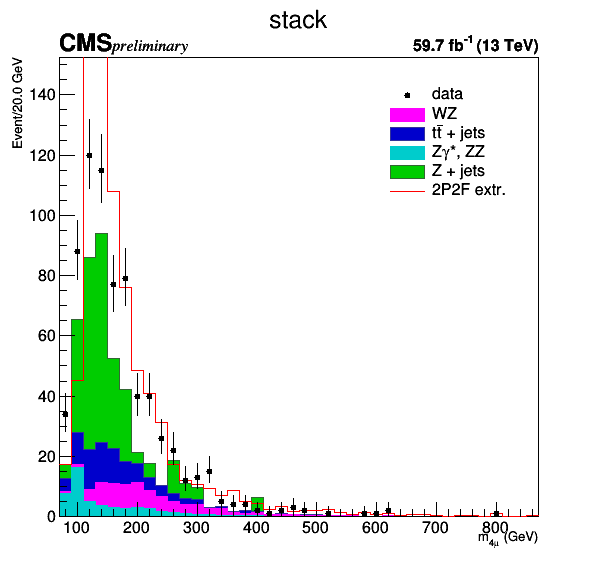 stack
CMS preliminary 59.7 fb⁻¹ (13 TeV)
Event/20.0 GeV
data
WZ
tt̄ + jets
Zγ*, ZZ
Z + jets
2P2F extr.
140
120
100
80
60
40
20
0
100 200 300 400 500 600 700 800
m4μ (GeV)